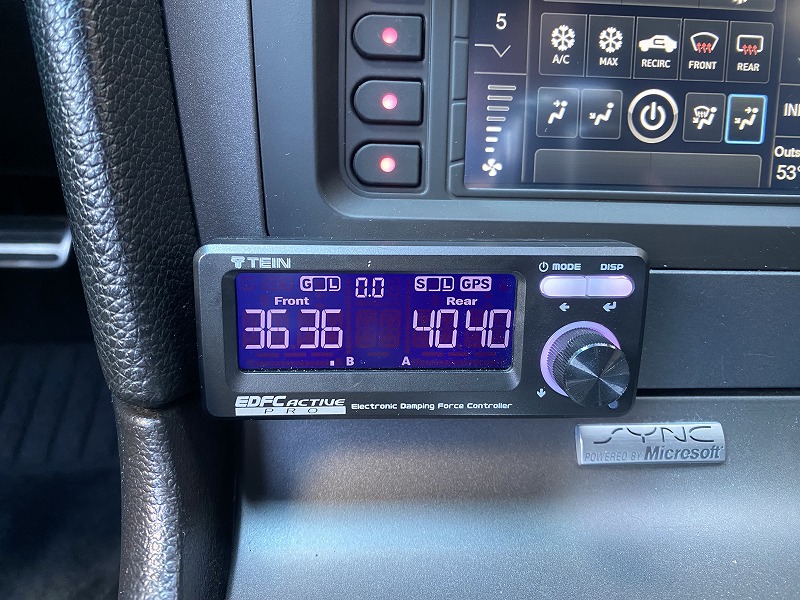 5
A/C
MAX
RECIRC
FRONT
REAR
Outs
53°
TEIN
G L
0.0
S L
GPS
Front
Rear
36 36
40 40
B
A
MODE
DISP
EDFC ACTIVE
PRO
Electronic Damping Force Controller
SYNC
POWERED BY Microsoft